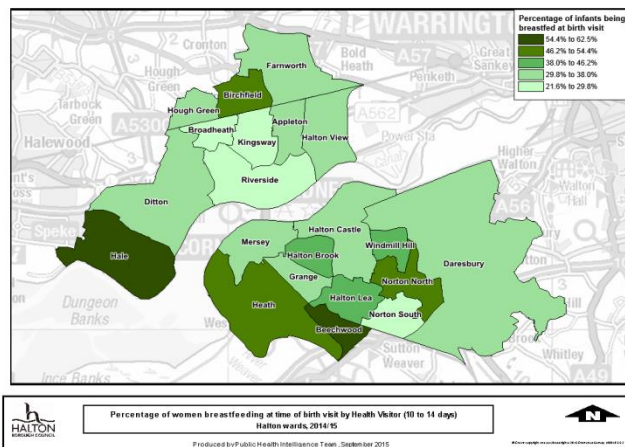 WARRINGTON
Percentage of infants being
breastfed at birth visit
54.4% to 62.5%
46.2% to 54.4%
38.0% to 46.2%
29.8% to 38.0%
21.6% to 29.8%
Cronton
Bold
Heath
Penketh
Great
Sankey
A57
Farnworth
Hough
Green
Birchfield
Tarbock
Green
Hough Green
Appleton
A5300
Broadheath
Kingsway
Halton View
A562
Power Sta
Halewood
Riverside
Higher
Walton
A56
Ditton
Speke
Hale
Halton Castle
Mersey
Windmill Hill
Halton Brook
Daresbury
Norton North
Grange
Dungeon
Banks
Heath
Halton Lea
Norton South
Beechwood
Sutton
Weaver
Whitley
Ince Banks
A49
HALTON
BOROUGH COUNCIL
Percentage of women breastfeeding at time of birth visit by Health Visitor (10 to 14 days)
Halton wards, 2014/15
N
Produced by Public Health Intelligence Team, September 2015